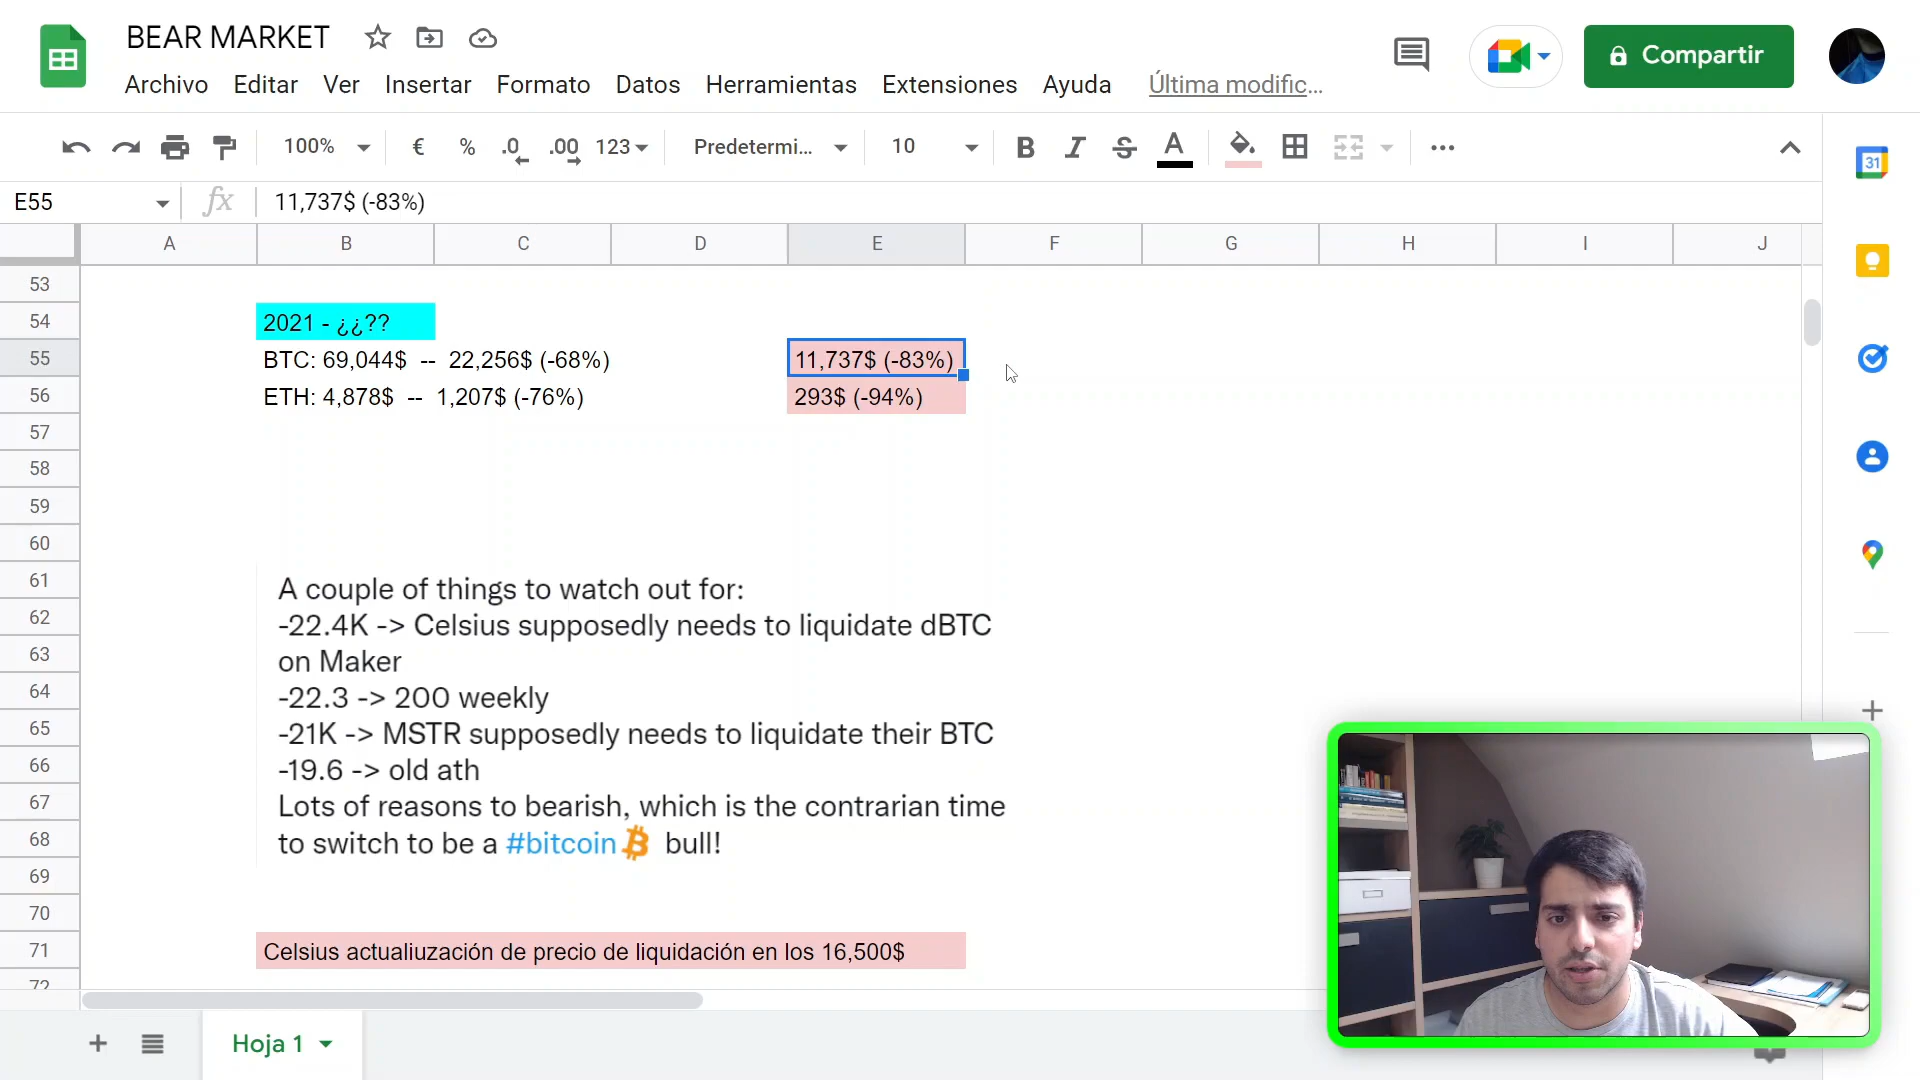 BEAR MARKET
Archivo Editar Ver Insertar Formato Datos Herramientas Extensiones Ayuda Última modific...
Compartir
100% € % .0 .00 123 Predetermi... 10 B I S A
31
E55 fx 11,737$ (-83%)
A B C D E F G H I J
53
54 2021 - ¿¿??
55 BTC: 69,044$ -- 22,256$ (-68%) 11,737$ (-83%)
56 ETH: 4,878$ -- 1,207$ (-76%) 293$ (-94%)
57
58
59
60
61
62
63
64
65
66
67
68
69
70
A couple of things to watch out for:
-22.4K -> Celsius supposedly needs to liquidate dBTC
on Maker
-22.3 -> 200 weekly
-21K -> MSTR supposedly needs to liquidate their BTC
-19.6 -> old ath
Lots of reasons to bearish, which is the contrarian time
to switch to be a #bitcoin bull!
71 Celsius actualiuzación de precio de liquidación en los 16,500$
72
Hoja 1